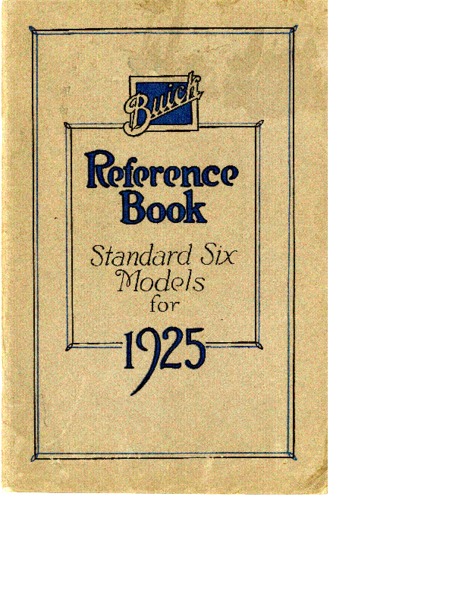 Buick
Reference
Book
Standard Six
Models
for
1925